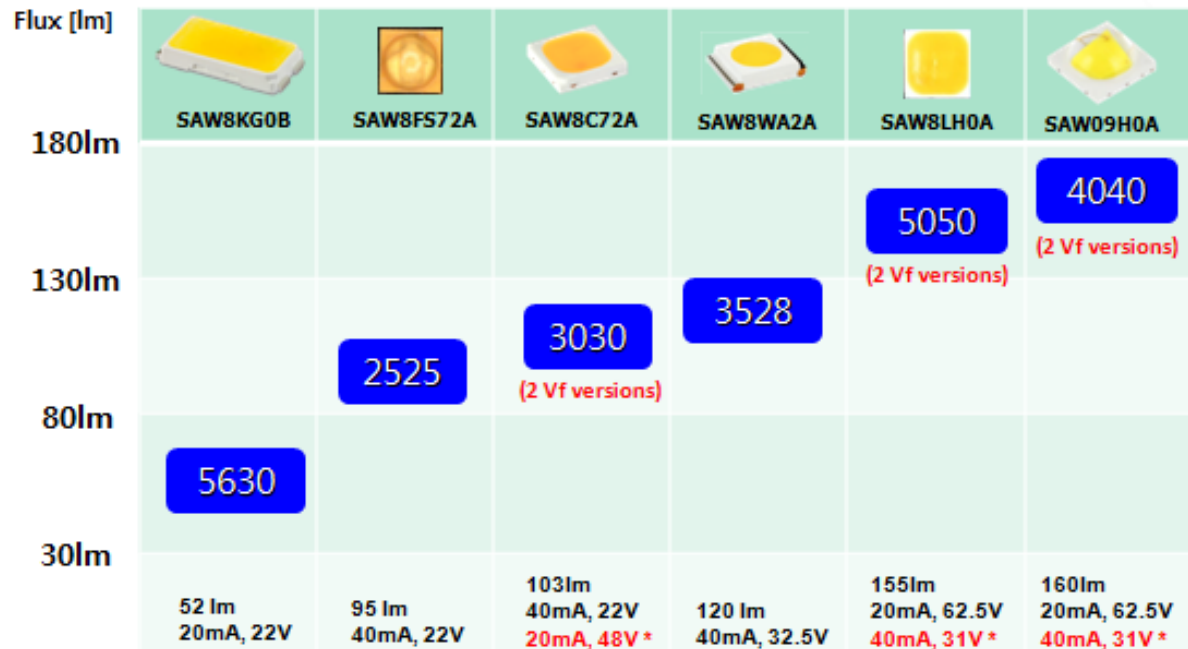 Flux [lm]
SAW8KG0B
SAW8FS72A
SAW8C72A
SAW8WA2A
SAW8LH0A
SAW09H0A
180lm
4040
(2 Vf versions)
5050
(2 Vf versions)
130lm
3528
3030
(2 Vf versions)
2525
80lm
5630
30lm
52 lm
20mA, 22V
95 lm
40mA, 22V
103lm
40mA, 22V
20mA, 48V *
120 lm
40mA, 32.5V
155lm
20mA, 62.5V
40mA, 31V *
160lm
20mA, 62.5V
40mA, 31V *